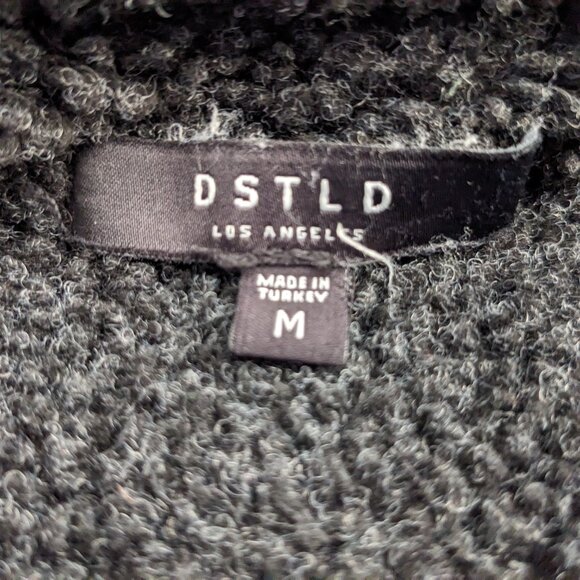 DSTLD
LOS ANGELES
MADE IN
TURKEY
M